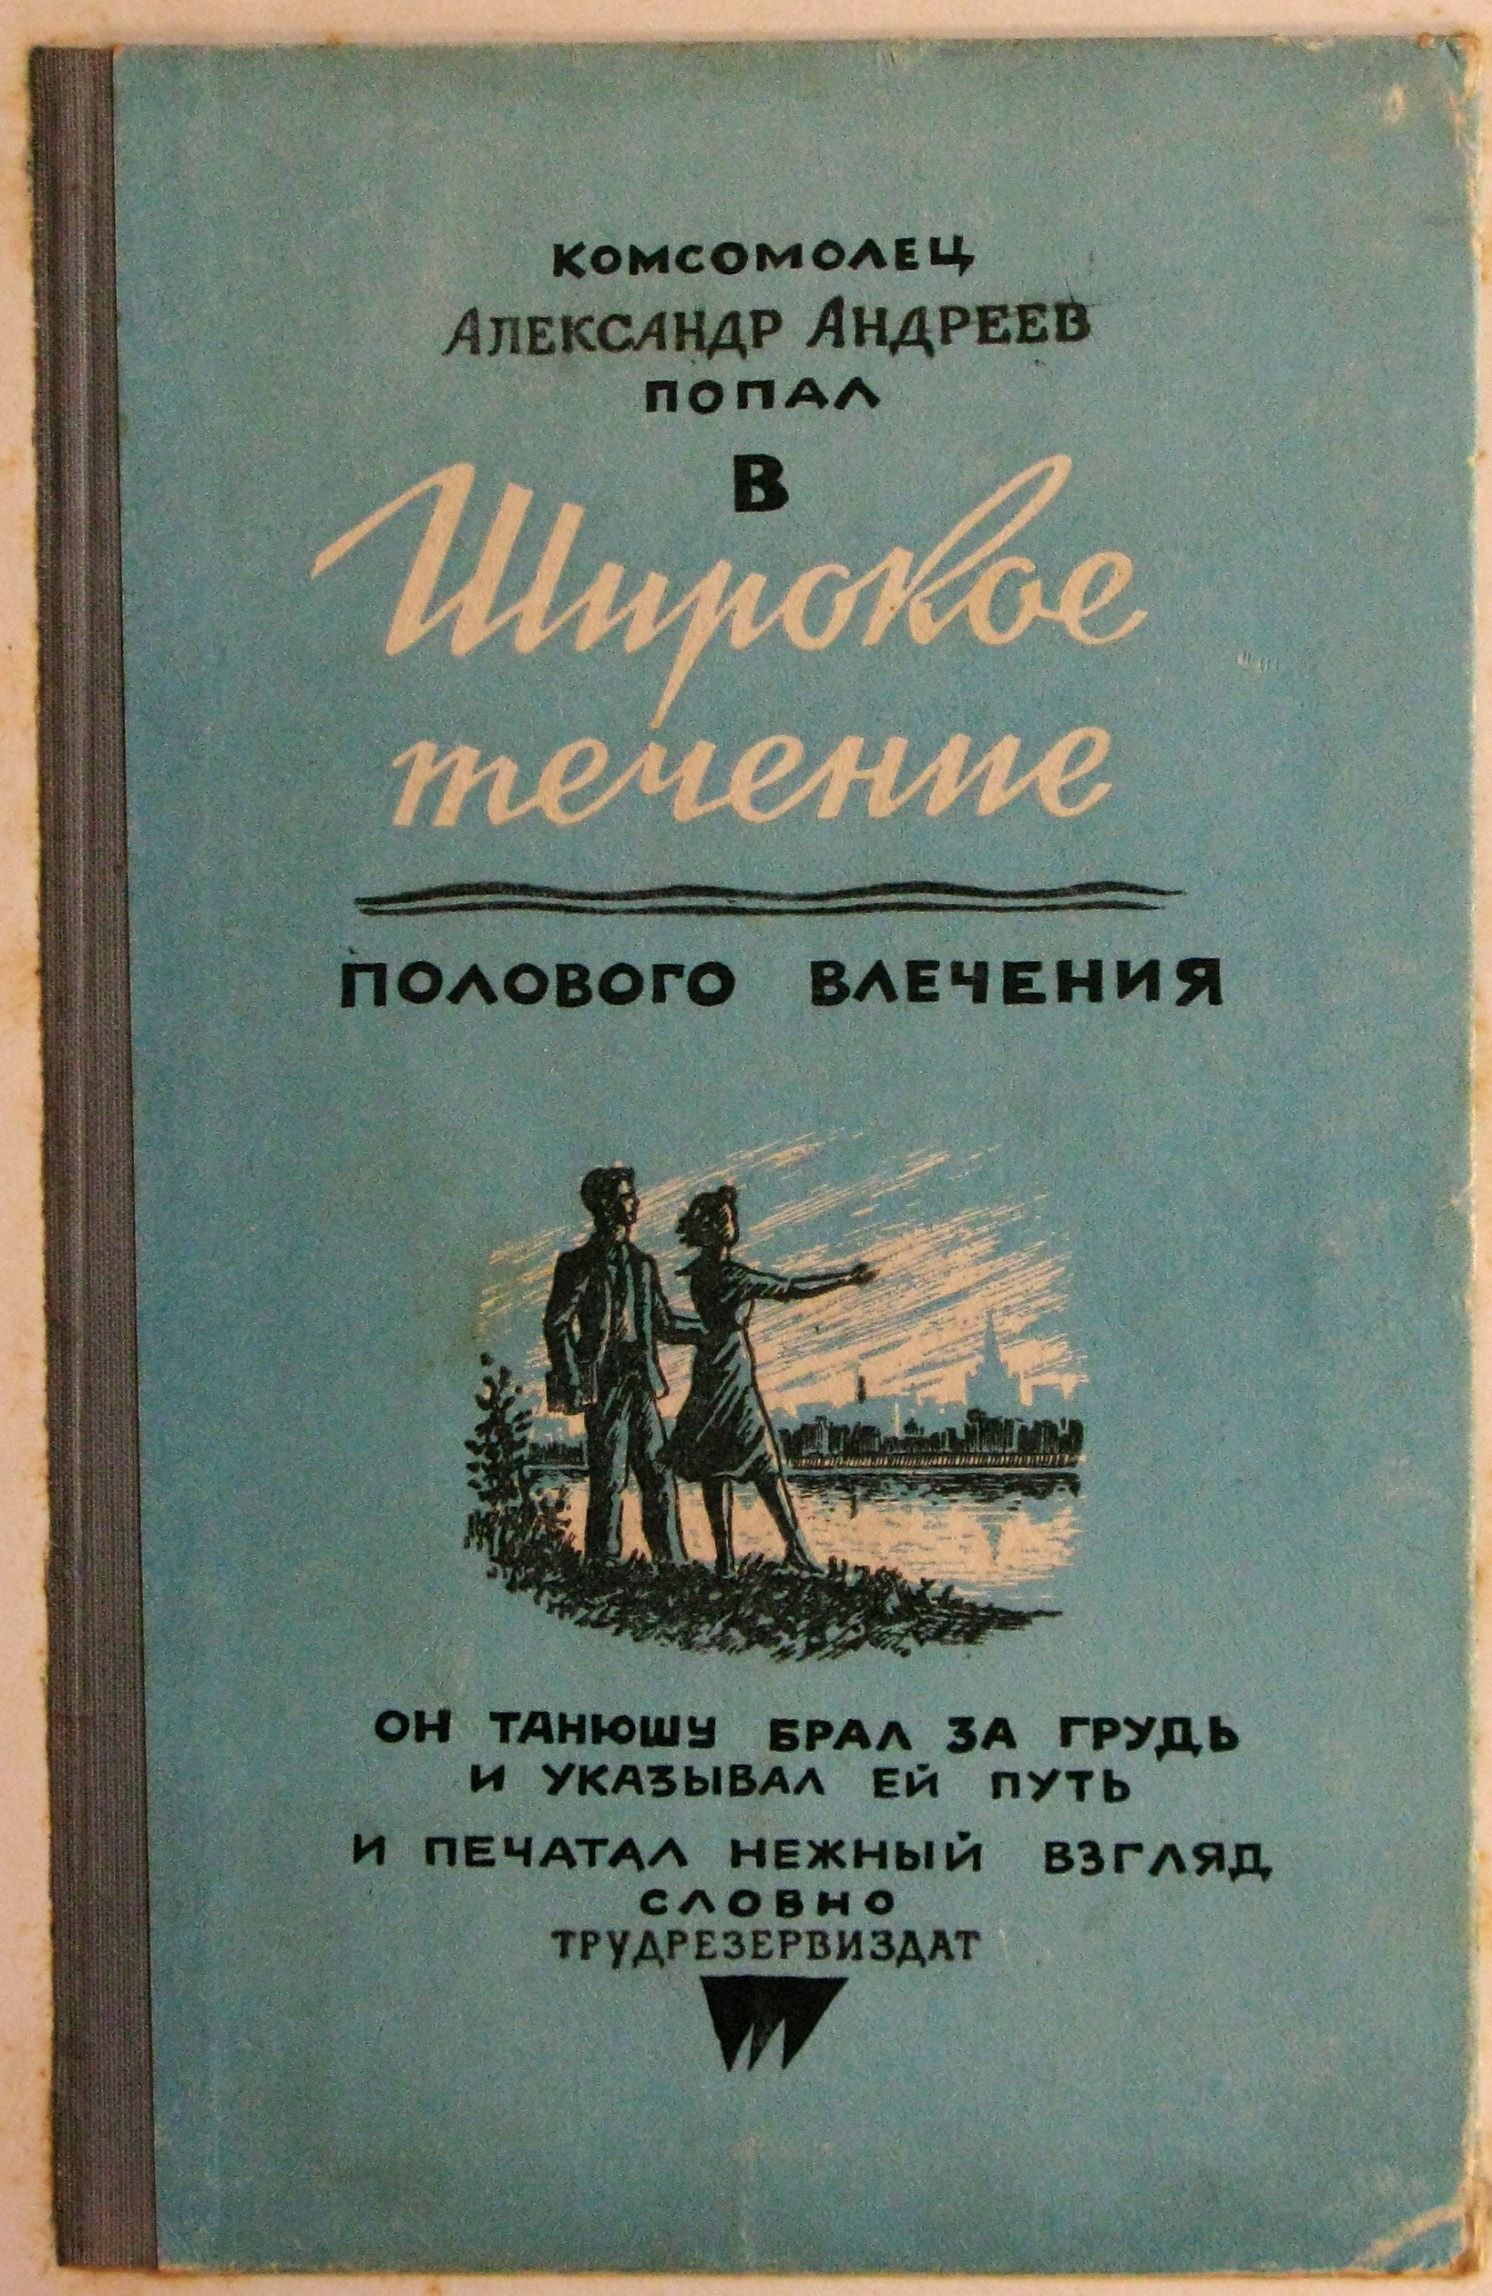 КОМСОМОЛЕЦ
АЛЕКСАНДР АНДРЕЕВ
ПОПАЛ
В
Широкое
течение
ПОЛОВОГО ВЛЕЧЕНИЯ
ОН ТАНЮШУ БРАЛ ЗА ГРУДЬ
И УКАЗЫВАЛ ЕЙ ПУТЬ
И ПЕЧАТАЛ НЕЖНЫЙ ВЗГЛЯД
СЛОВНО
ТРУДРЕЗЕРВИЗДАТ